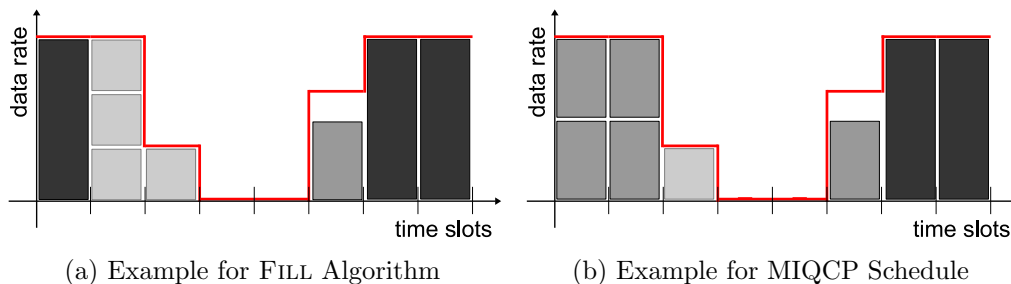 data rate
time slots
(a) Example for FILL Algorithm
data rate
time slots
(b) Example for MIQCP Schedule